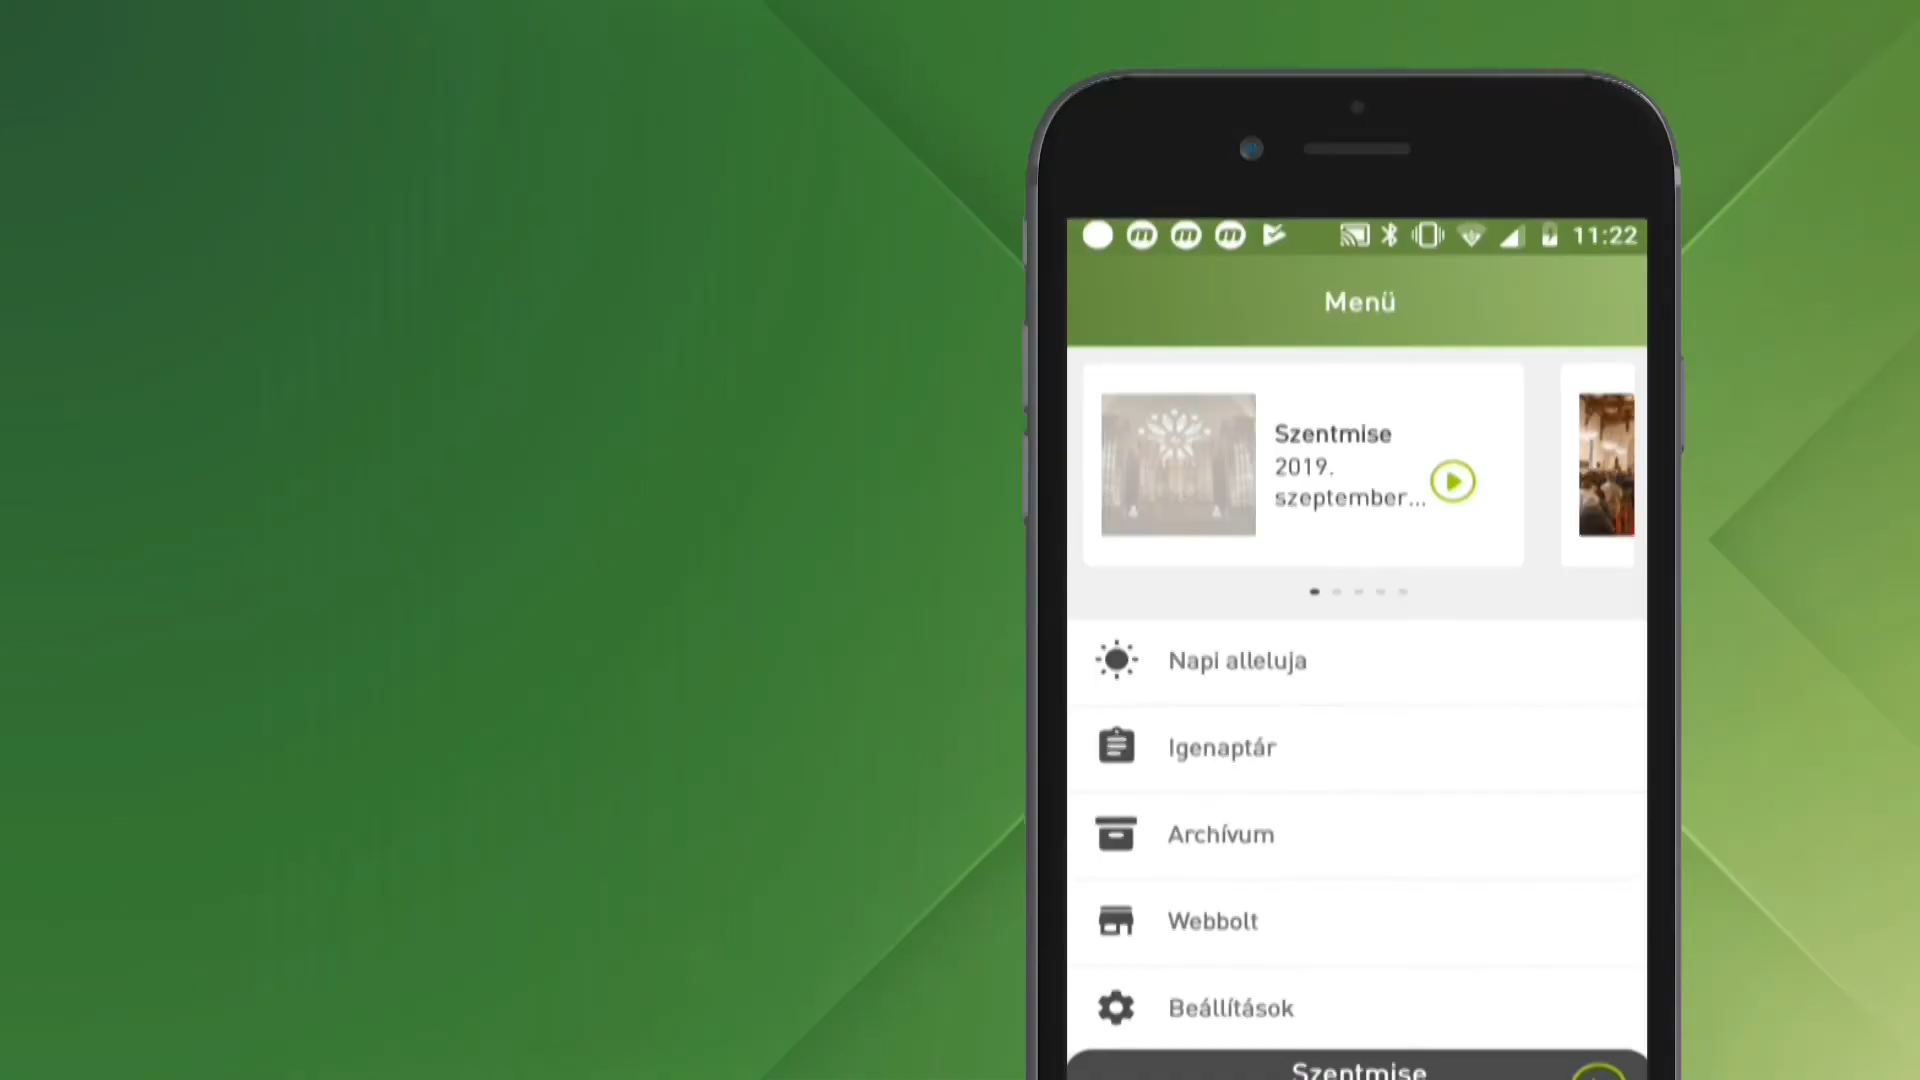 11:22
Menü
Szentmise
2019.
szeptember...
Napi alleluja
Igenaptár
Archívum
Webbolt
Beállítások
Szentmise